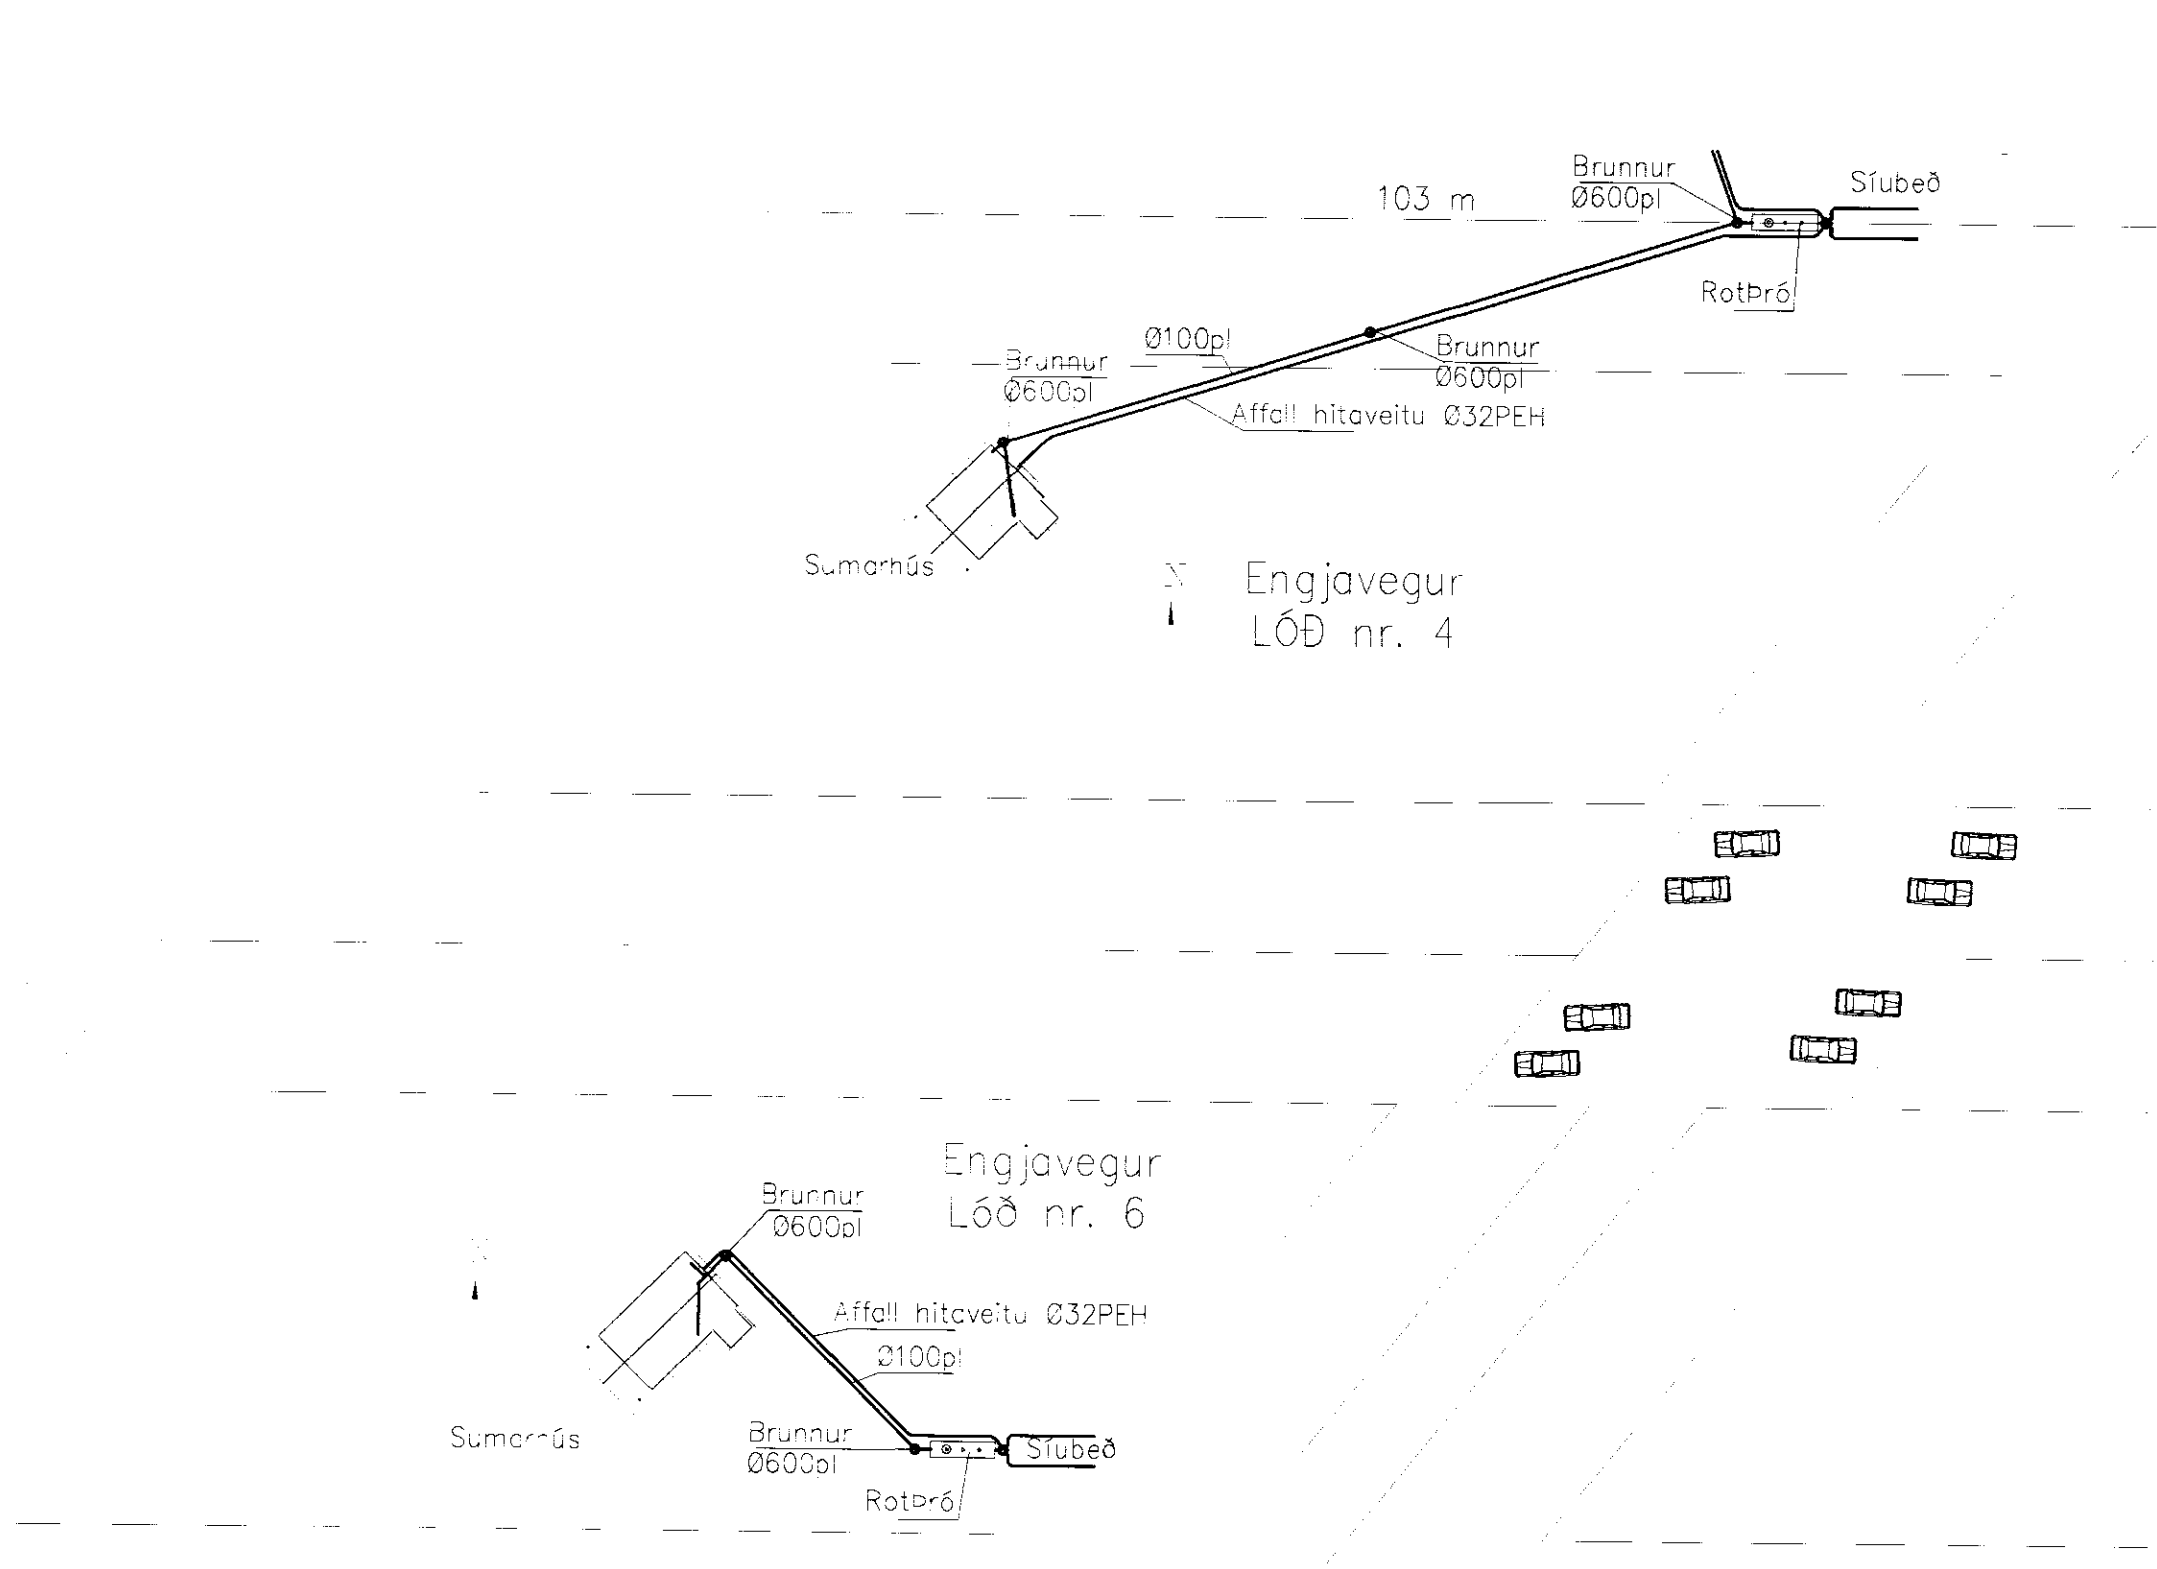 Brunnur
Ø600pl
Síubeð
103 m
RotÞró
Ø100pl
Brunnur
Ø600pl
Brunnur
Ø600pl
Affall hitaveitu Ø32PEH
Sumarhús
N
Engjavegur
LÓÐ nr. 4
Engjavegur
Lóð nr. 6
Brunnur
Ø600pl
Affall hitaveitu Ø32PEH
Ø100pl
Sumarhús
Brunnur
Ø600pl
Síubeð
RotÞró